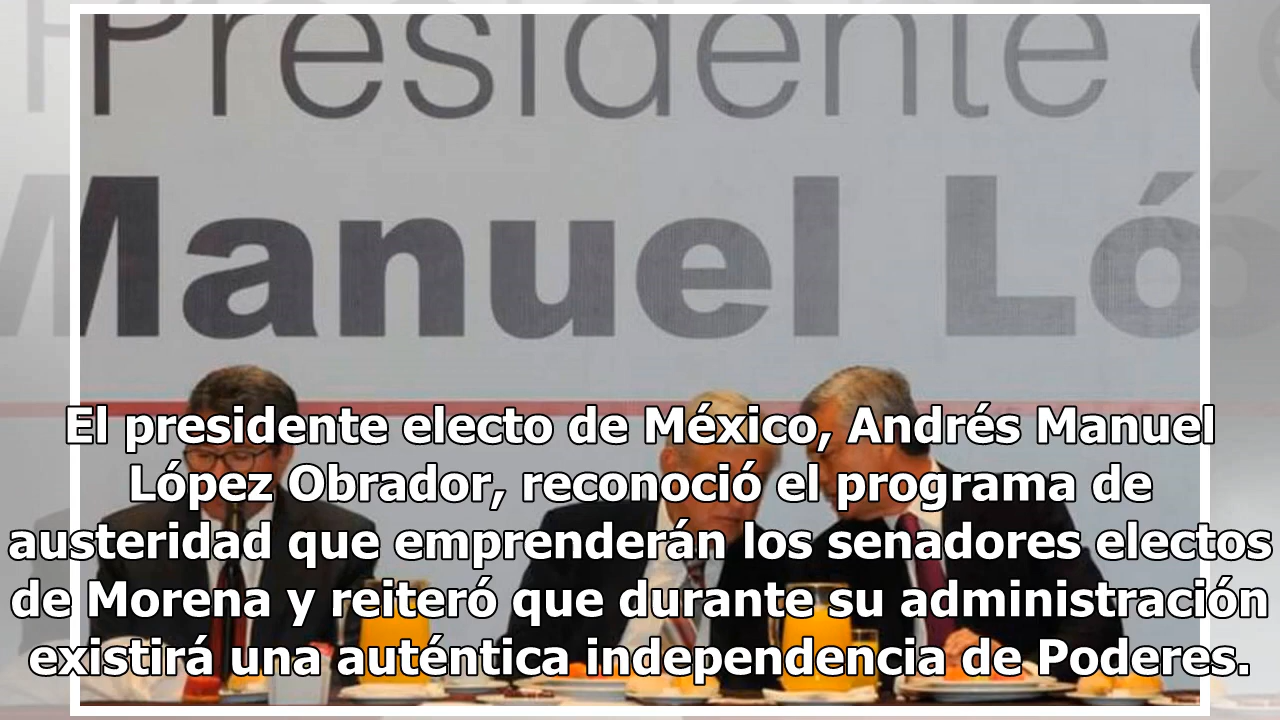 Presidente
Manuel Ló
El presidente electo de México, Andrés Manuel
López Obrador, reconoció el programa de
austeridad que emprenderán los senadores electos
de Morena y reiteró que durante su administración
existirá una auténtica independencia de Poderes.